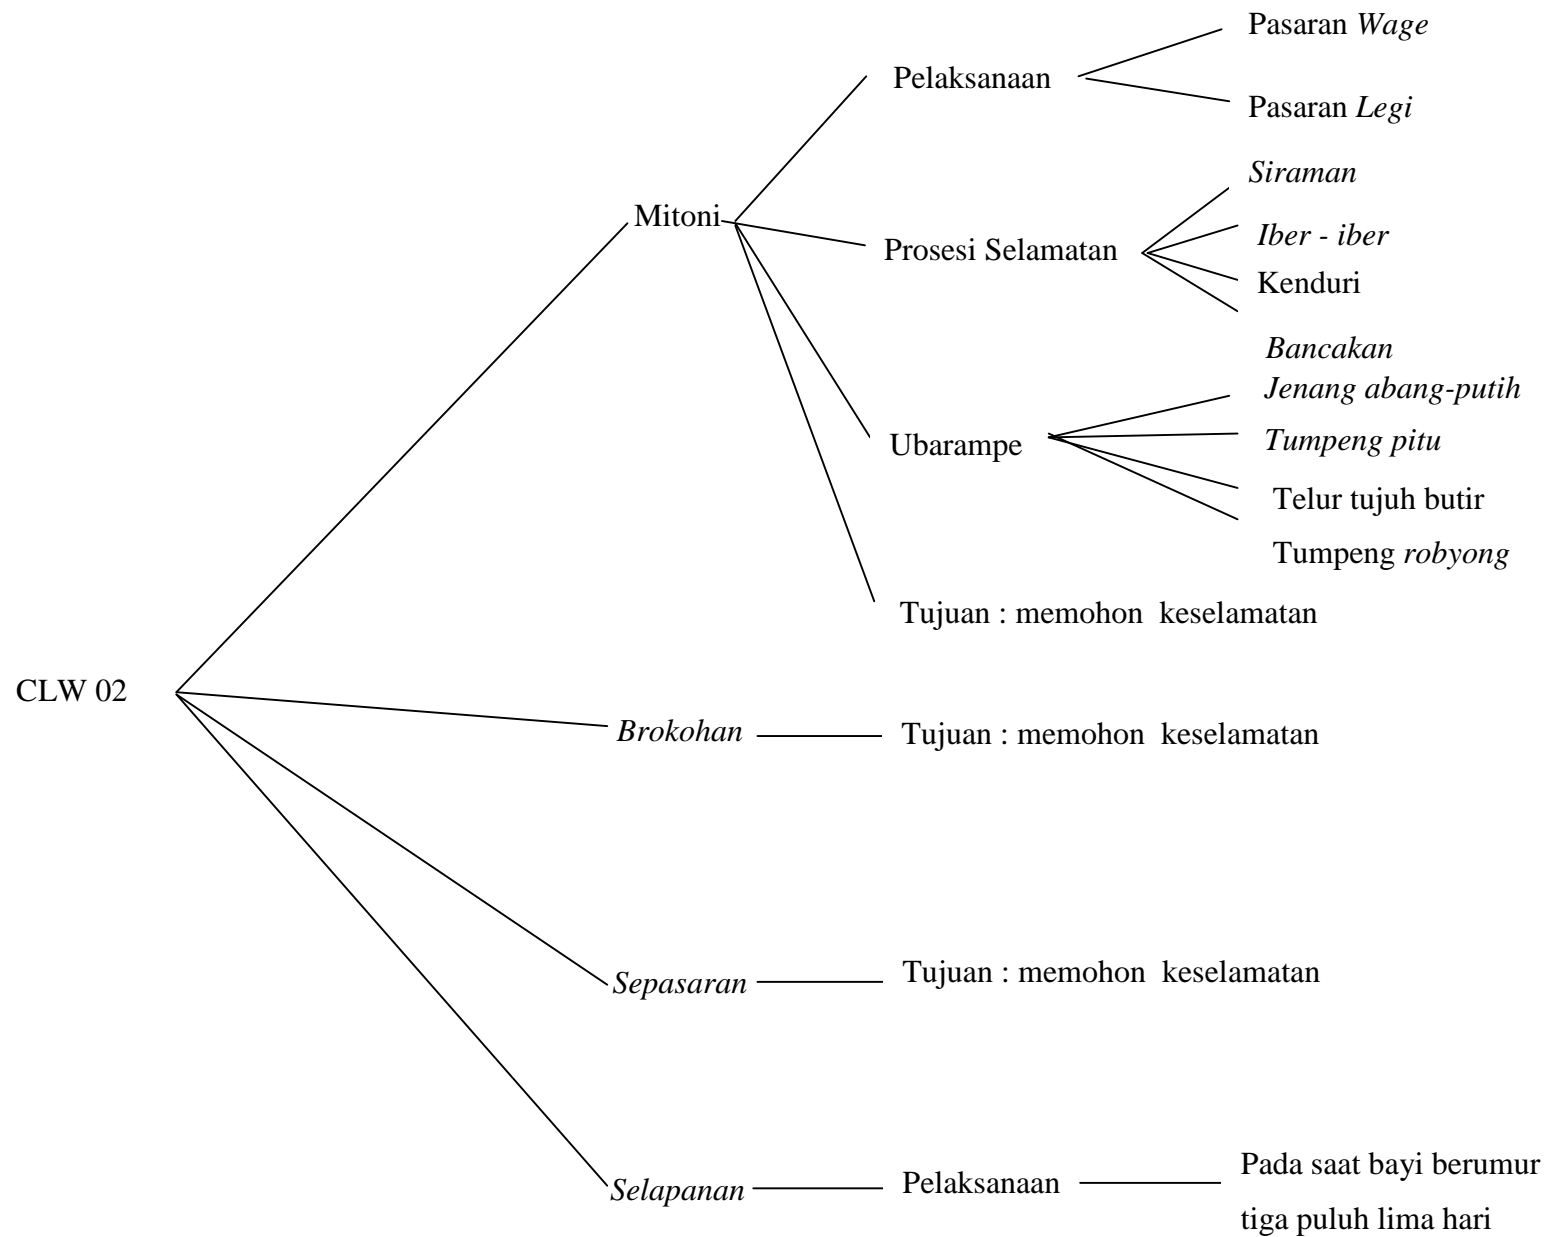 Pasaran Wage
Pelaksanaan
Pasaran Legi
Siraman
Mitoni
Iber - iber
Prosesi Selamatan
Kenduri
Bancakan
Jenang abang-putih
Ubarampe
Tumpeng pitu
Telur tujuh butir
Tumpeng robyong
Tujuan : memohon keselamatan
CLW 02
Brokohan
Tujuan : memohon keselamatan
Sepasaran
Tujuan : memohon keselamatan
Selapanan
Pelaksanaan
Pada saat bayi berumur
tiga puluh lima hari